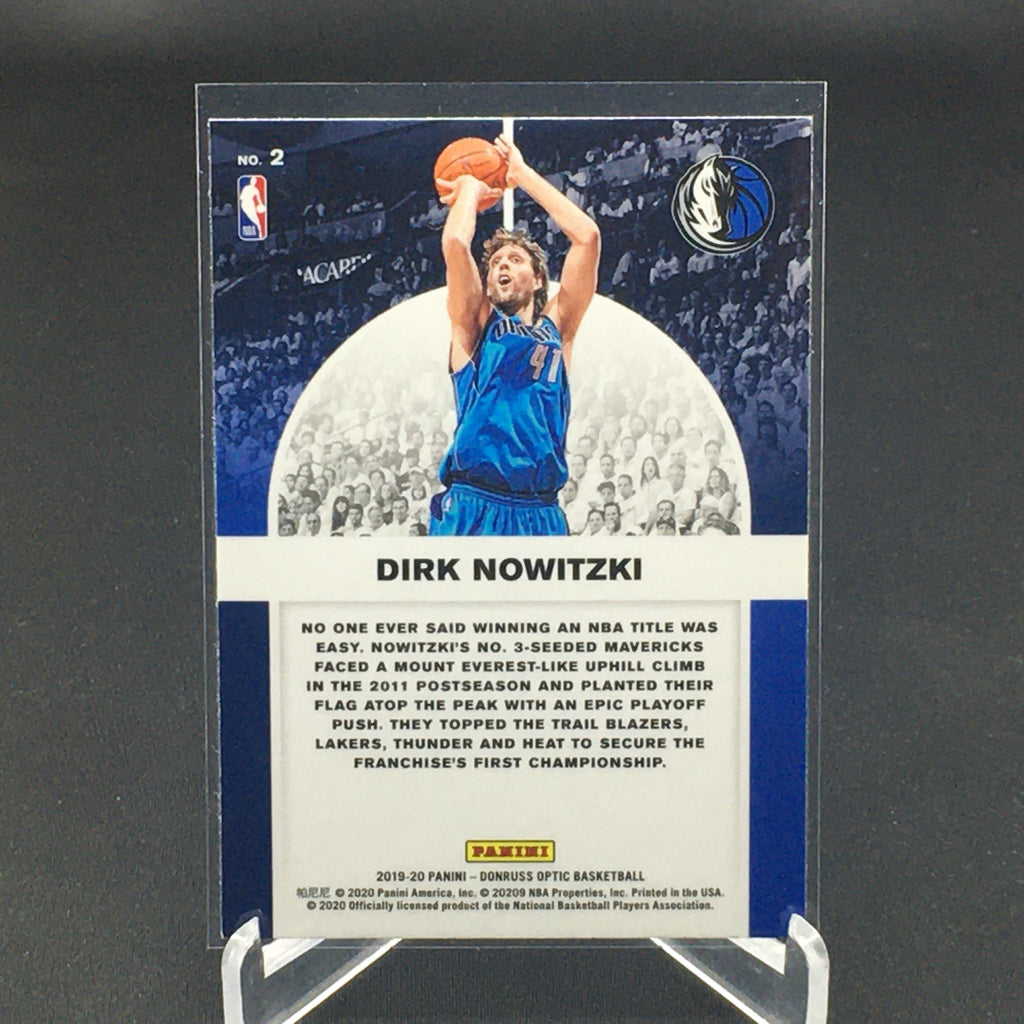 NO. 2
NBA
41
DIRK NOWITZKI
NO ONE EVER SAID WINNING AN NBA TITLE WAS
EASY. NOWITZKI'S NO. 3-SEEDED MAVERICKS
FACED A MOUNT EVEREST-LIKE UPHILL CLIMB
IN THE 2011 POSTSEASON AND PLANTED THEIR
FLAG ATOP THE PEAK WITH AN EPIC PLAYOFF
PUSH. THEY TOPPED THE TRAIL BLAZERS,
LAKERS, THUNDER AND HEAT TO SECURE THE
FRANCHISE'S FIRST CHAMPIONSHIP.
PANINI
2019-20 PANINI – DONRUSS OPTIC BASKETBALL
帕尼尼 © 2020 Panini America, Inc. © 20209 NBA Properties, Inc. Printed in the USA.
© 2020 Officially licensed product of the National Basketball Players Association.